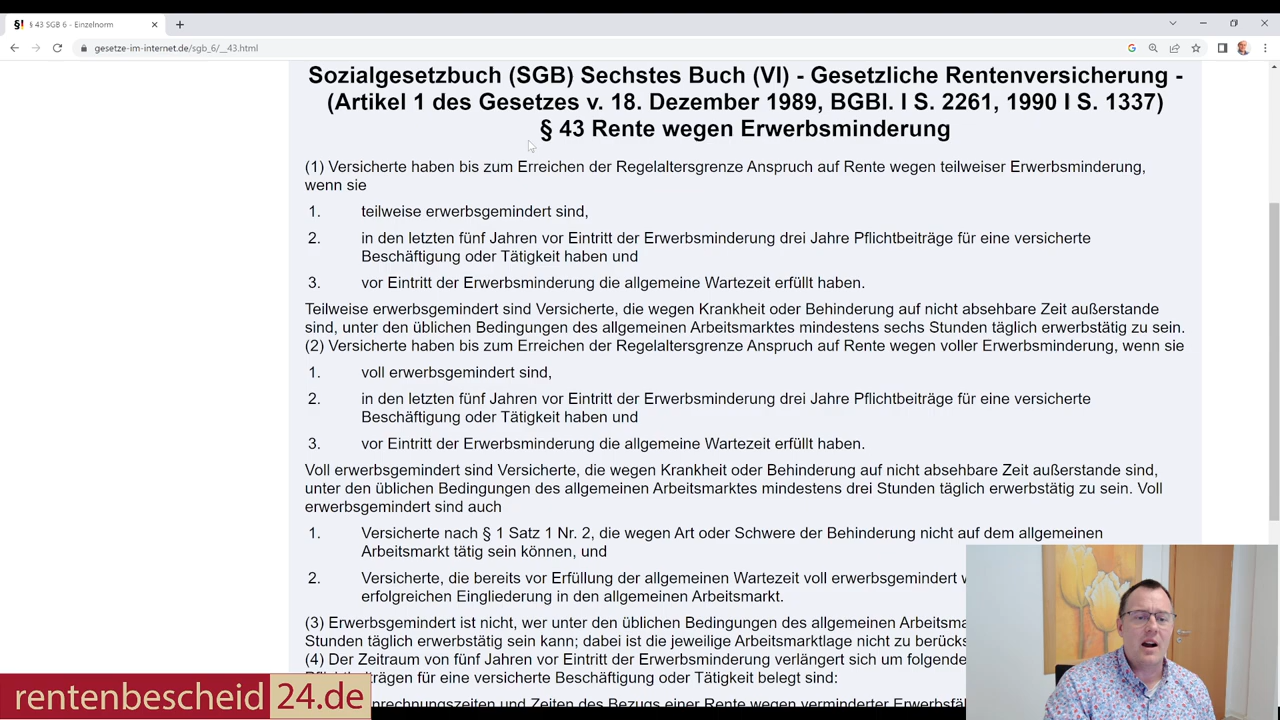 § 43 SGB 6 - Einzelnorm
gesetze-im-internet.de/sgb_6/__43.html
Sozialgesetzbuch (SGB) Sechstes Buch (VI) - Gesetzliche Rentenversicherung -
(Artikel 1 des Gesetzes v. 18. Dezember 1989, BGBl. I S. 2261, 1990 I S. 1337)
§ 43 Rente wegen Erwerbsminderung
(1) Versicherte haben bis zum Erreichen der Regelaltersgrenze Anspruch auf Rente wegen teilweiser Erwerbsminderung,
wenn sie
1. teilweise erwerbsgemindert sind,
2. in den letzten fünf Jahren vor Eintritt der Erwerbsminderung drei Jahre Pflichtbeiträge für eine versicherte
Beschäftigung oder Tätigkeit haben und
3. vor Eintritt der Erwerbsminderung die allgemeine Wartezeit erfüllt haben.
Teilweise erwerbsgemindert sind Versicherte, die wegen Krankheit oder Behinderung auf nicht absehbare Zeit außerstande
sind, unter den üblichen Bedingungen des allgemeinen Arbeitsmarktes mindestens sechs Stunden täglich erwerbstätig zu sein.
(2) Versicherte haben bis zum Erreichen der Regelaltersgrenze Anspruch auf Rente wegen voller Erwerbsminderung, wenn sie
1. voll erwerbsgemindert sind,
2. in den letzten fünf Jahren vor Eintritt der Erwerbsminderung drei Jahre Pflichtbeiträge für eine versicherte
Beschäftigung oder Tätigkeit haben und
3. vor Eintritt der Erwerbsminderung die allgemeine Wartezeit erfüllt haben.
Voll erwerbsgemindert sind Versicherte, die wegen Krankheit oder Behinderung auf nicht absehbare Zeit außerstande sind,
unter den üblichen Bedingungen des allgemeinen Arbeitsmarktes mindestens drei Stunden täglich erwerbstätig zu sein. Voll
erwerbsgemindert sind auch
1. Versicherte nach § 1 Satz 1 Nr. 2, die wegen Art oder Schwere der Behinderung nicht auf dem allgemeinen
Arbeitsmarkt tätig sein können, und
2. Versicherte, die bereits vor Erfüllung der allgemeinen Wartezeit voll erwerbsgemindert
erfolgreichen Eingliederung in den allgemeinen Arbeitsmarkt.
(3) Erwerbsgemindert ist nicht, wer unter den üblichen Bedingungen des allgemeinen
Stunden täglich erwerbstätig sein kann; dabei ist die jeweilige Arbeitsmarktlage nicht zu
(4) Der Zeitraum von fünf Jahren vor Eintritt der Erwerbsminderung verlängert sich um
für eine versicherte Beschäftigung oder Tätigkeit belegt sind:
und Zeiten des Bezugs einer Rente wegen verminderter
rentenbescheid 24.de